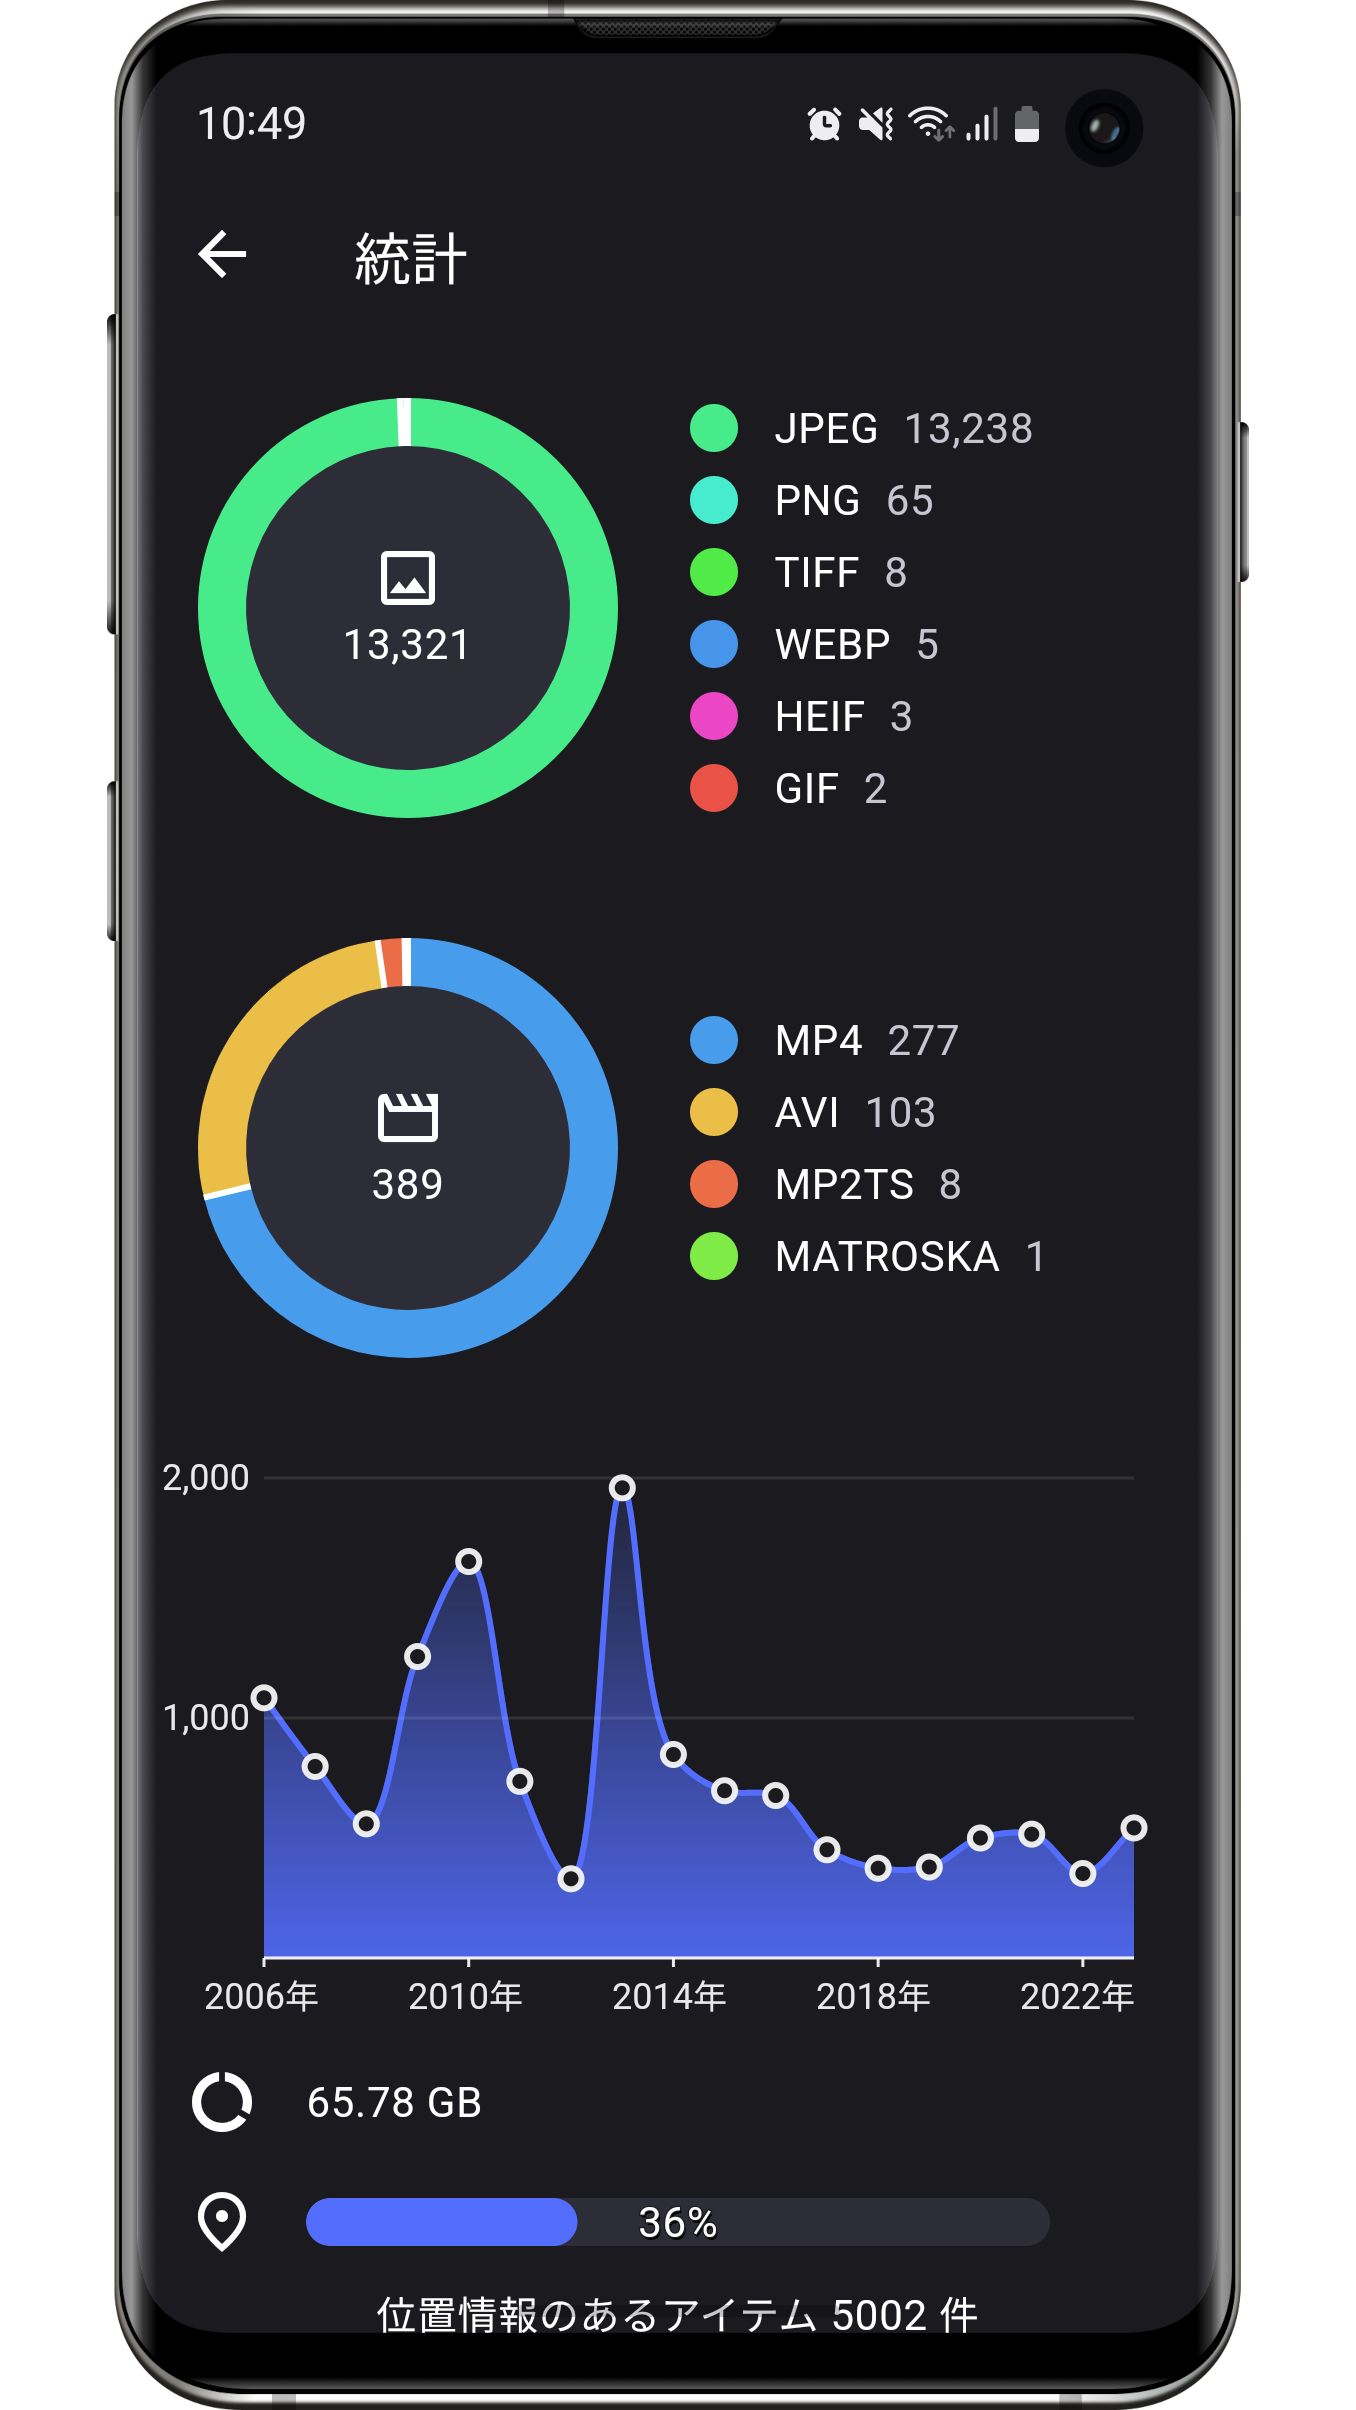 10:49
統計
JPEG 13,238
PNG 65
TIFF 8
WEBP 5
HEIF 3
GIF 2
13,321
MP4 277
AVI 103
MP2TS 8
MATROSKA 1
389
2,000
1,000
2006年 2010年 2014年 2018年 2022年
65.78 GB
36%
位置情報のあるアイテム 5002 件